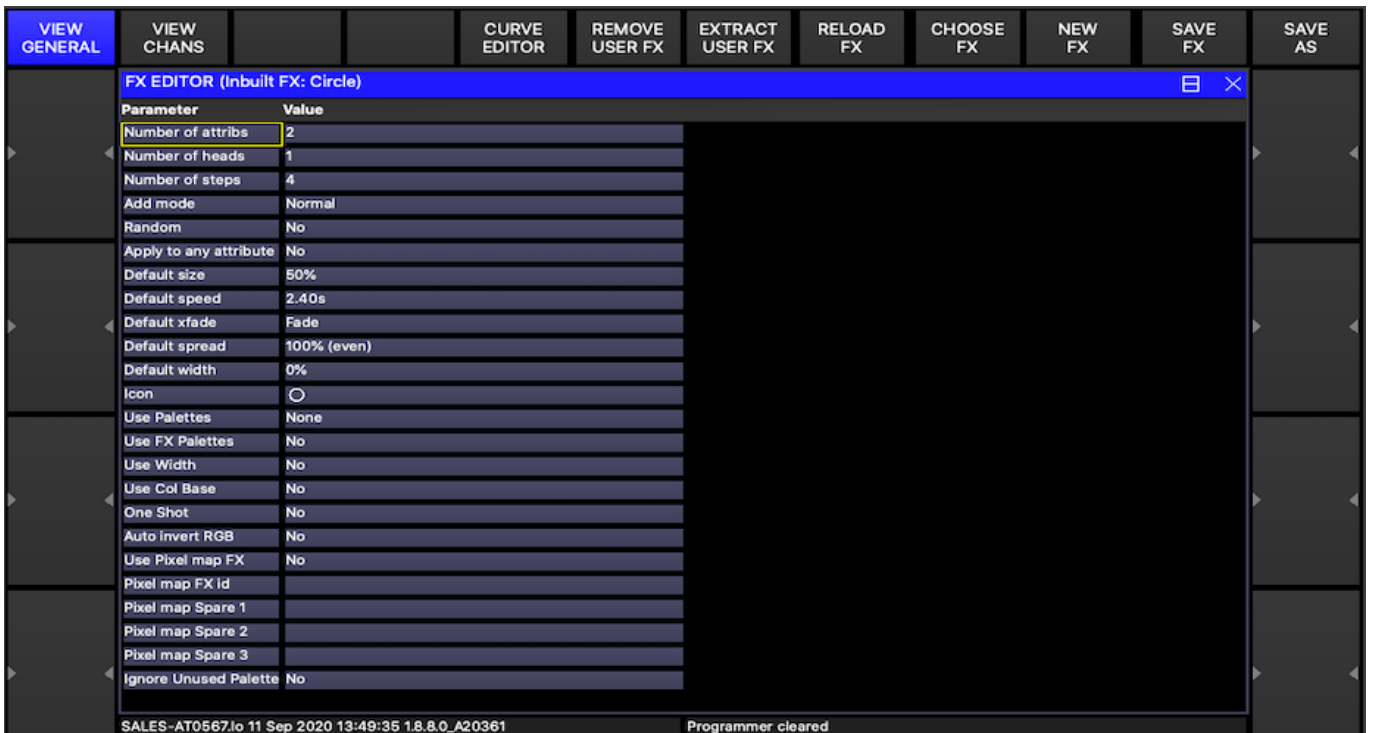 VIEW GENERAL
VIEW CHANS
CURVE EDITOR
REMOVE USER FX
EXTRACT USER FX
RELOAD FX
CHOOSE FX
NEW FX
SAVE FX
SAVE AS
FX EDITOR (Inbuilt FX: Circle)
Parameter Value
Number of attribs 2
Number of heads 1
Number of steps 4
Add mode Normal
Random No
Apply to any attribute No
Default size 50%
Default speed 2.40s
Default xfade Fade
Default spread 100% (even)
Default width 0%
Icon
Use Palettes None
Use FX Palettes No
Use Width No
Use Col Base No
One Shot No
Auto invert RGB No
Use Pixel map FX No
Pixel map FX id
Pixel map Spare 1
Pixel map Spare 2
Pixel map Spare 3
Ignore Unused Palette No
SALES-AT0567.lo 11 Sep 2020 13:49:35 1.8.8.0_A20361 Programmer cleared